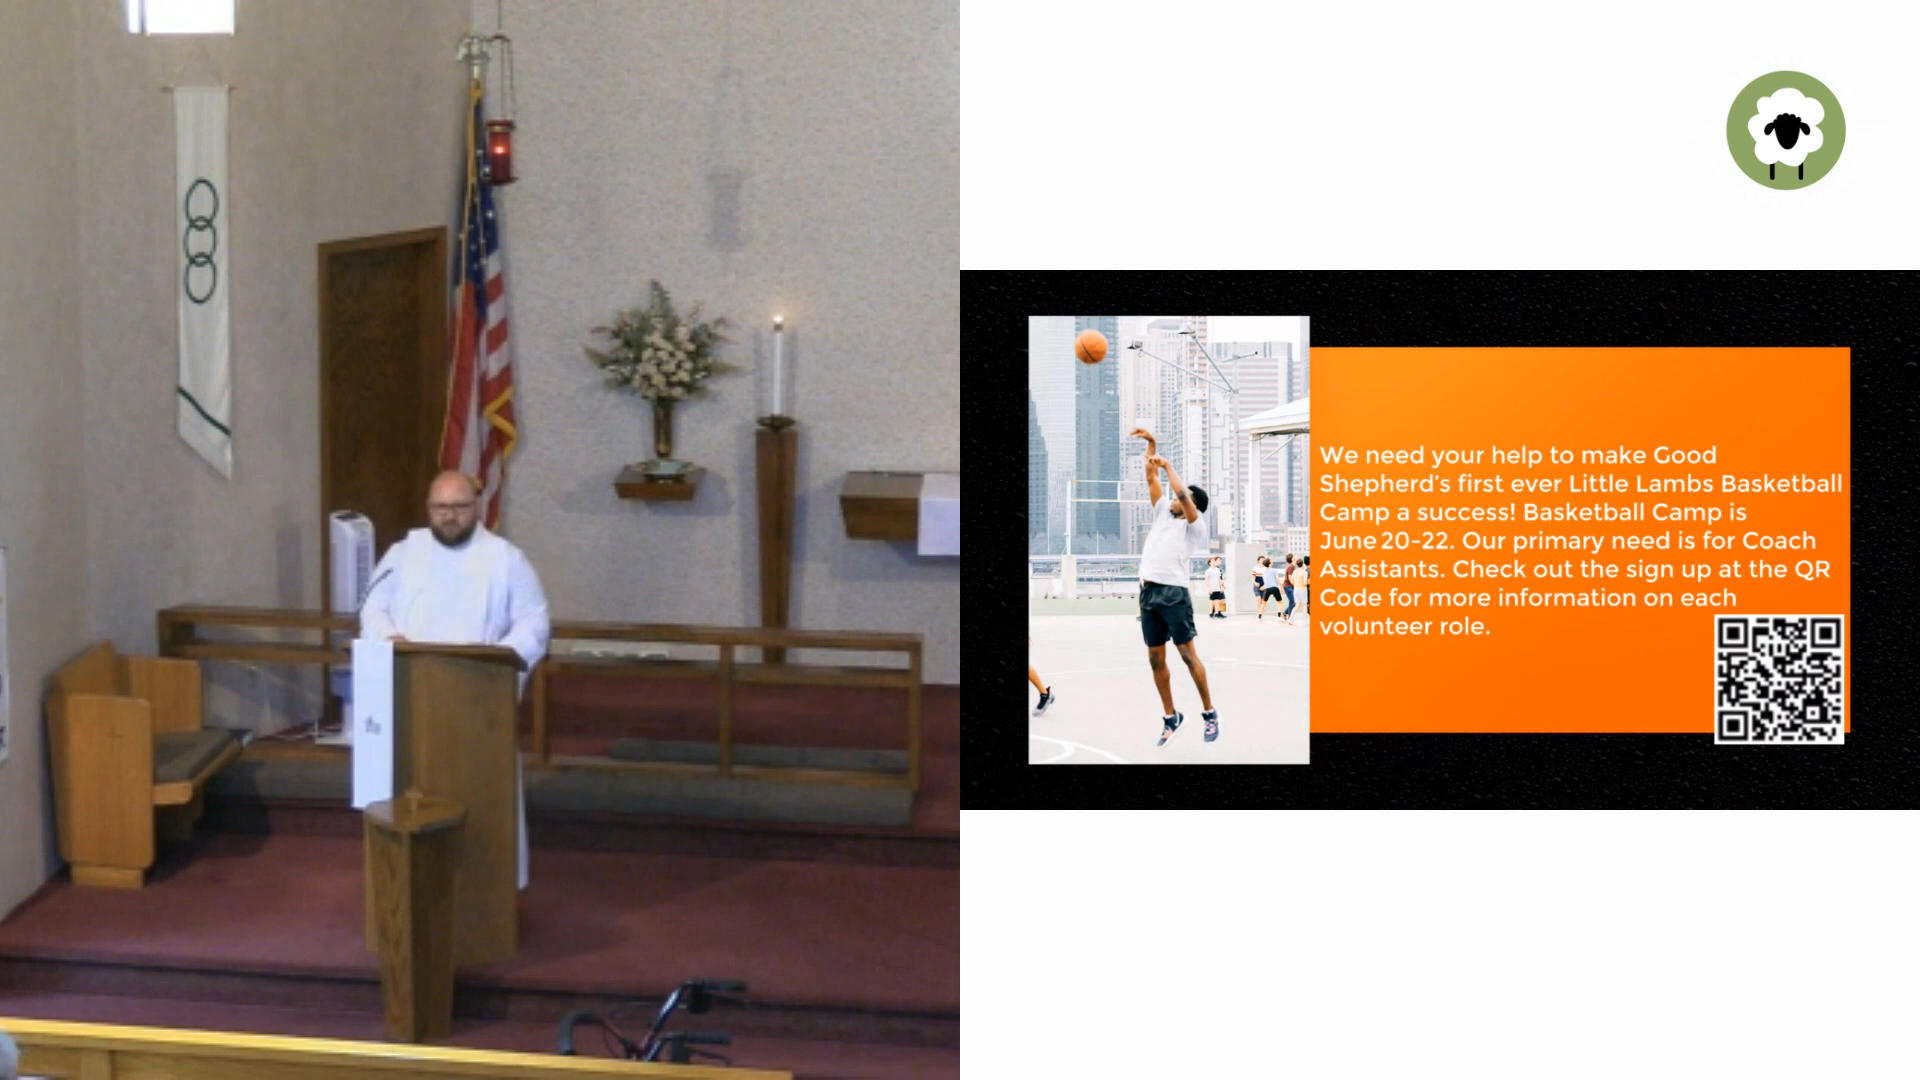 We need your help to make Good
Shepherd's first ever Little Lambs Basketball
Camp a success! Basketball Camp is
June 20-22. Our primary need is for Coach
Assistants. Check out the sign up at the QR
Code for more information on each
volunteer role.